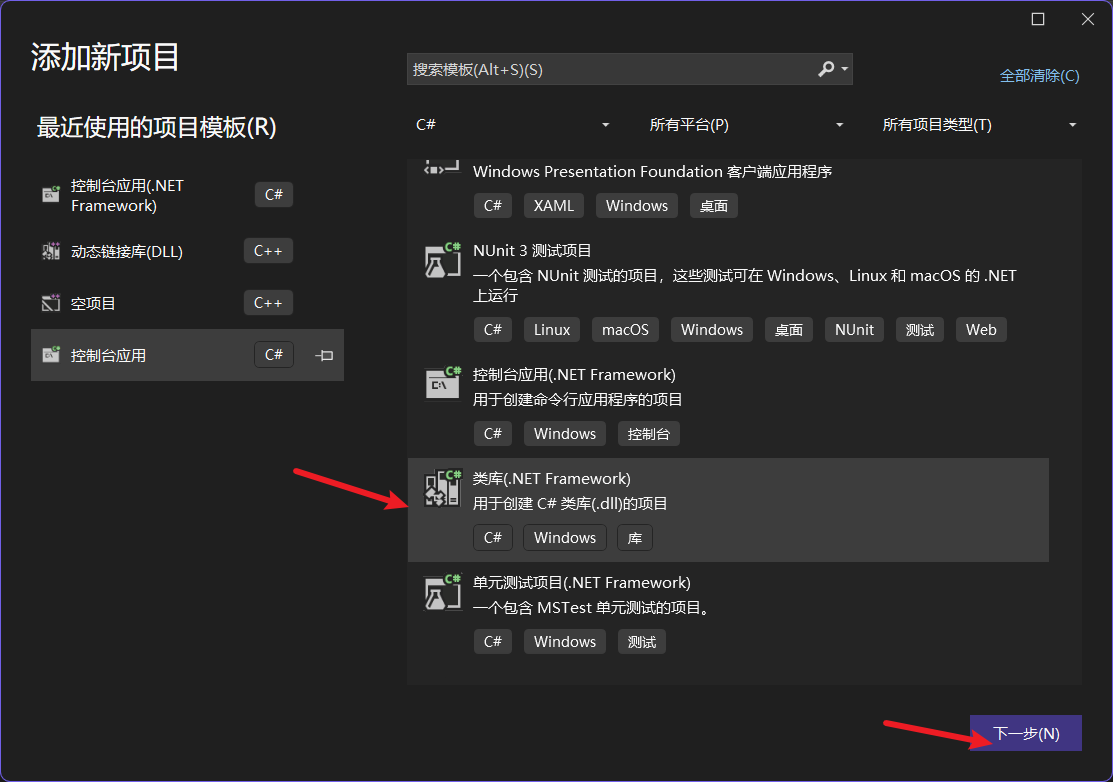 添加新项目
搜索模板(Alt+S)(S)
全部清除(C)
最近使用的项目模板(R)
C#
所有平台(P)
所有项目类型(T)
控制台应用(.NET
Framework)
C#
动态链接库(DLL)
C++
空项目
C++
控制台应用
C#
Windows Presentation Foundation 客户端应用程序
C# XAML Windows 桌面
NUnit 3 测试项目
一个包含 NUnit 测试的项目，这些测试可在 Windows、Linux 和 macOS 的 .NET
上运行
C# Linux macOS Windows 桌面 NUnit 测试 Web
控制台应用(.NET Framework)
用于创建命令行应用程序的项目
C# Windows 控制台
类库(.NET Framework)
用于创建 C# 类库(.dll)的项目
C# Windows 库
单元测试项目(.NET Framework)
一个包含 MSTest 单元测试的项目。
C# Windows 测试
下一步(N)